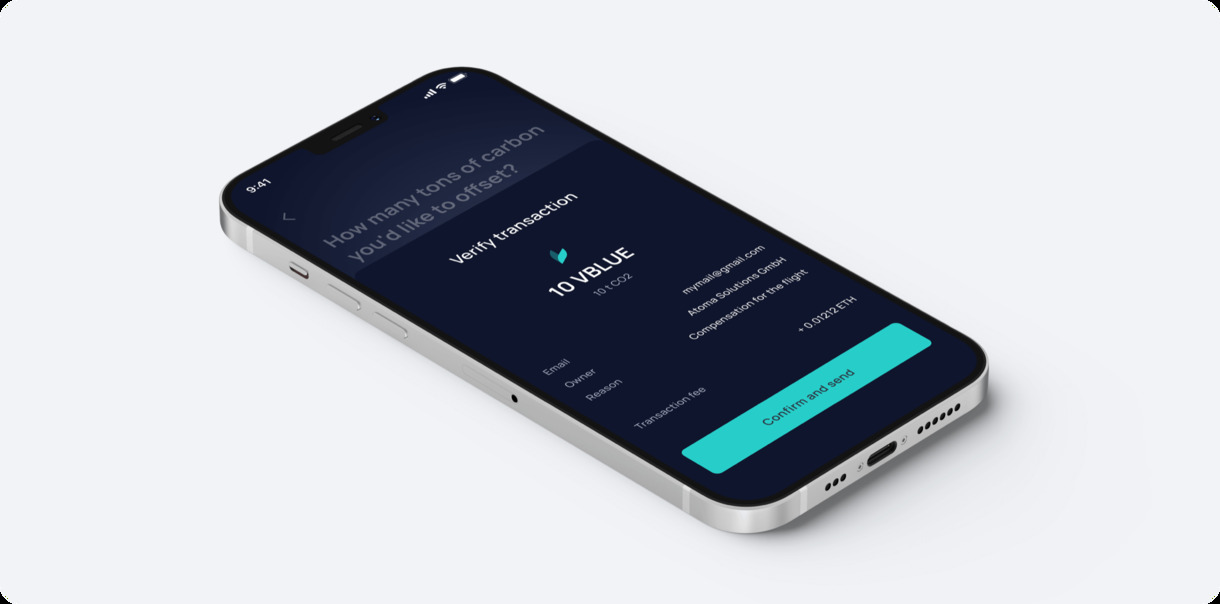 9:41
How many tons of carbon
you'd like to offset?
Verify transaction
10 VBLUE
10 t CO2
Email mymail@gmail.com
Owner Atoma Solutions GmbH
Reason Compensation for the flight
Transaction fee + 0.01212 ETH
Confirm and send